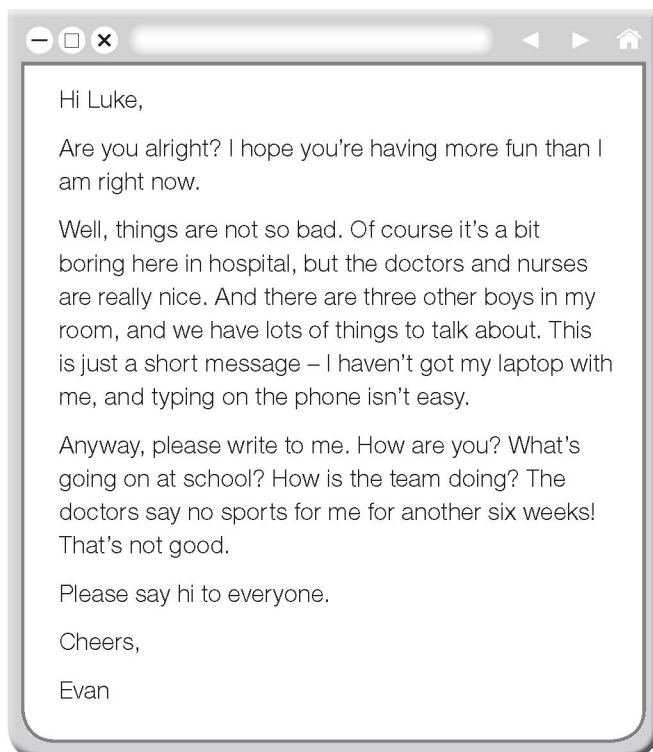 Hi Luke,
Are you alright? I hope you're having more fun than I
am right now.
Well, things are not so bad. Of course it's a bit
boring here in hospital, but the doctors and nurses
are really nice. And there are three other boys in my
room, and we have lots of things to talk about. This
is just a short message – I haven't got my laptop with
me, and typing on the phone isn't easy.
Anyway, please write to me. How are you? What's
going on at school? How is the team doing? The
doctors say no sports for me for another six weeks!
That's not good.
Please say hi to everyone.
Cheers,
Evan